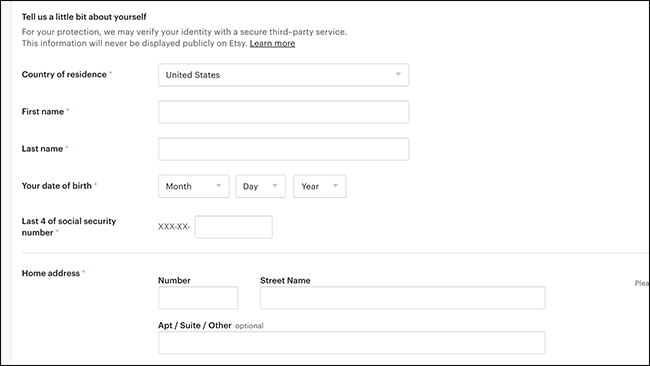 Tell us a little bit about yourself
For your protection, we may verify your identity with a secure third-party service.
This information will never be displayed publicly on Etsy. Learn more
Country of residence * United States
First name *
Last name *
Your date of birth * Month Day Year
Last 4 of social security
number * XXX-XX-
Home address *
Number Street Name
Plea
Apt / Suite / Other optional